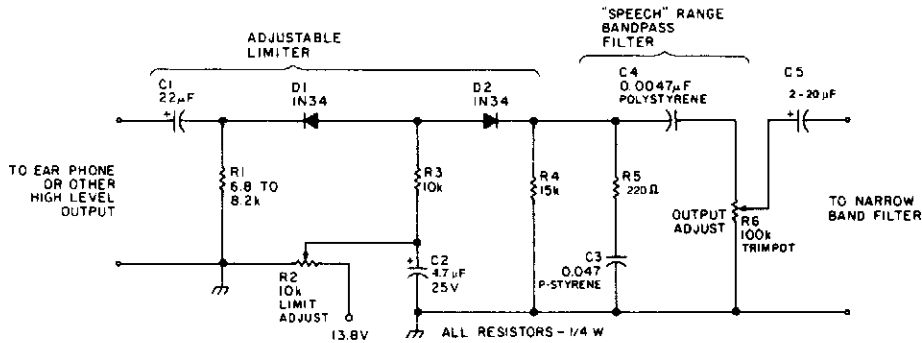 "SPEECH" RANGE
BANDPASS
FILTER
ADJUSTABLE
LIMITER
C1
22µF
+
D1
1N34
D2
1N34
C4
0.0047µF
POLYSTYRENE
C5
2-20µF
+
TO EAR PHONE
OR OTHER
HIGH LEVEL
OUTPUT
R1
6.8 TO
8.2k
R3
10k
R4
15k
R5
220Ω
OUTPUT
ADJUST
R6
100k
TRIMPOT
TO NARROW
BAND FILTER
R2
10k
LIMIT
ADJUST
+
C2
4.7µF
25V
C3
0.047
P-STYRENE
13.8V
ALL RESISTORS - 1/4 W